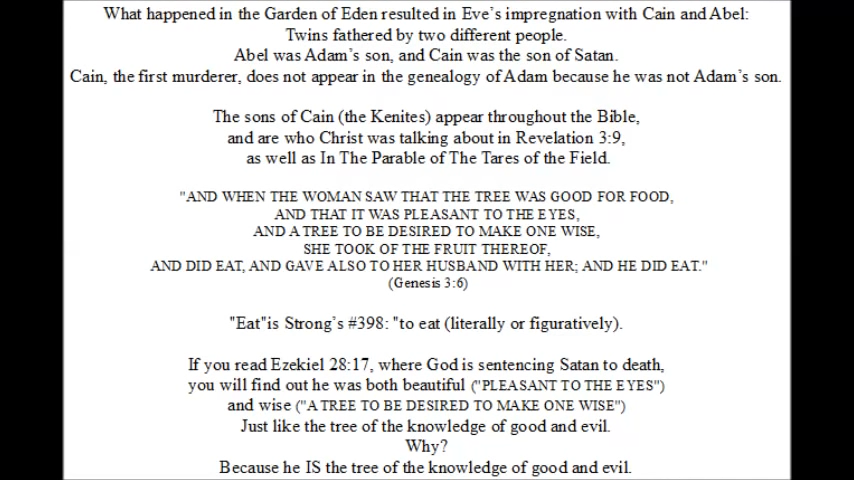 What happened in the Garden of Eden resulted in Eve's impregnation with Cain and Abel:
Twins fathered by two different people.
Abel was Adam's son, and Cain was the son of Satan.
Cain, the first murderer, does not appear in the genealogy of Adam because he was not Adam's son.
The sons of Cain (the Kenites) appear throughout the Bible,
and are who Christ was talking about in Revelation 3:9,
as well as In The Parable of The Tares of the Field.
"AND WHEN THE WOMAN SAW THAT THE TREE WAS GOOD FOR FOOD,
AND THAT IT WAS PLEASANT TO THE EYES,
AND A TREE TO BE DESIRED TO MAKE ONE WISE,
SHE TOOK OF THE FRUIT THEREOF,
AND DID EAT, AND GAVE ALSO TO HER HUSBAND WITH HER; AND HE DID EAT."
(Genesis 3:6)
"Eat"is Strong's #398: "to eat (literally or figuratively).
If you read Ezekiel 28:17, where God is sentencing Satan to death,
you will find out he was both beautiful ("PLEASANT TO THE EYES")
and wise ("A TREE TO BE DESIRED TO MAKE ONE WISE")
Just like the tree of the knowledge of good and evil.
Why?
Because he IS the tree of the knowledge of good and evil.